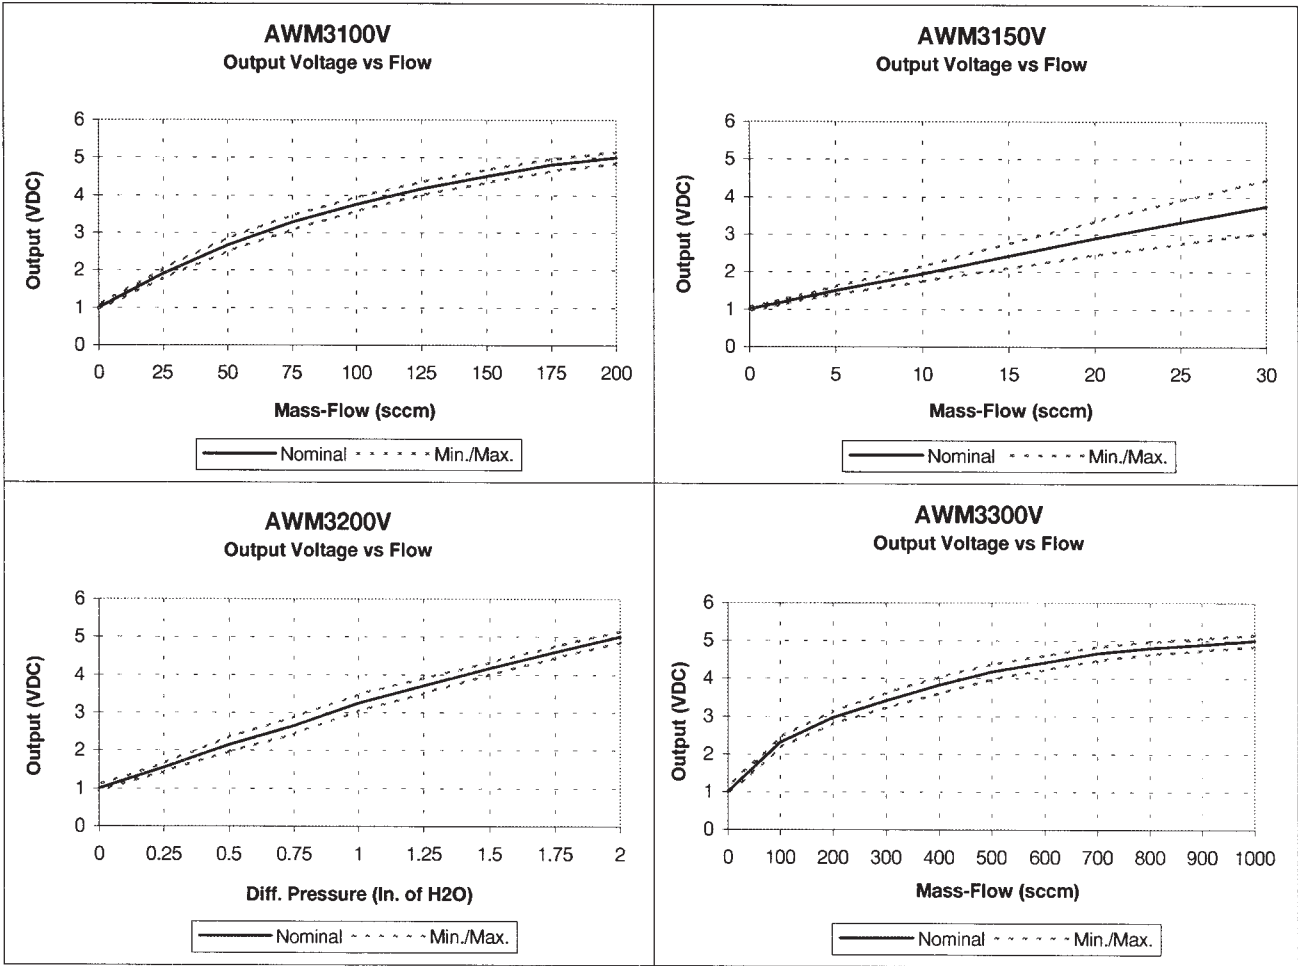 AWM3100V
Output Voltage vs Flow
Output (VDC)
6
5
4
3
2
1
0
0 25 50 75 100 125 150 175 200
Mass-Flow (sccm)
Nominal Min./Max.
AWM3150V
Output Voltage vs Flow
Output (VDC)
6
5
4
3
2
1
0
0 5 10 15 20 25 30
Mass-Flow (sccm)
Nominal Min./Max.
AWM3200V
Output Voltage vs Flow
Output (VDC)
6
5
4
3
2
1
0
0 0.25 0.5 0.75 1 1.25 1.5 1.75 2
Diff. Pressure (In. of H2O)
Nominal Min./Max.
AWM3300V
Output Voltage vs Flow
Output (VDC)
6
5
4
3
2
1
0
0 100 200 300 400 500 600 700 800 900 1000
Mass-Flow (sccm)
Nominal Min./Max.